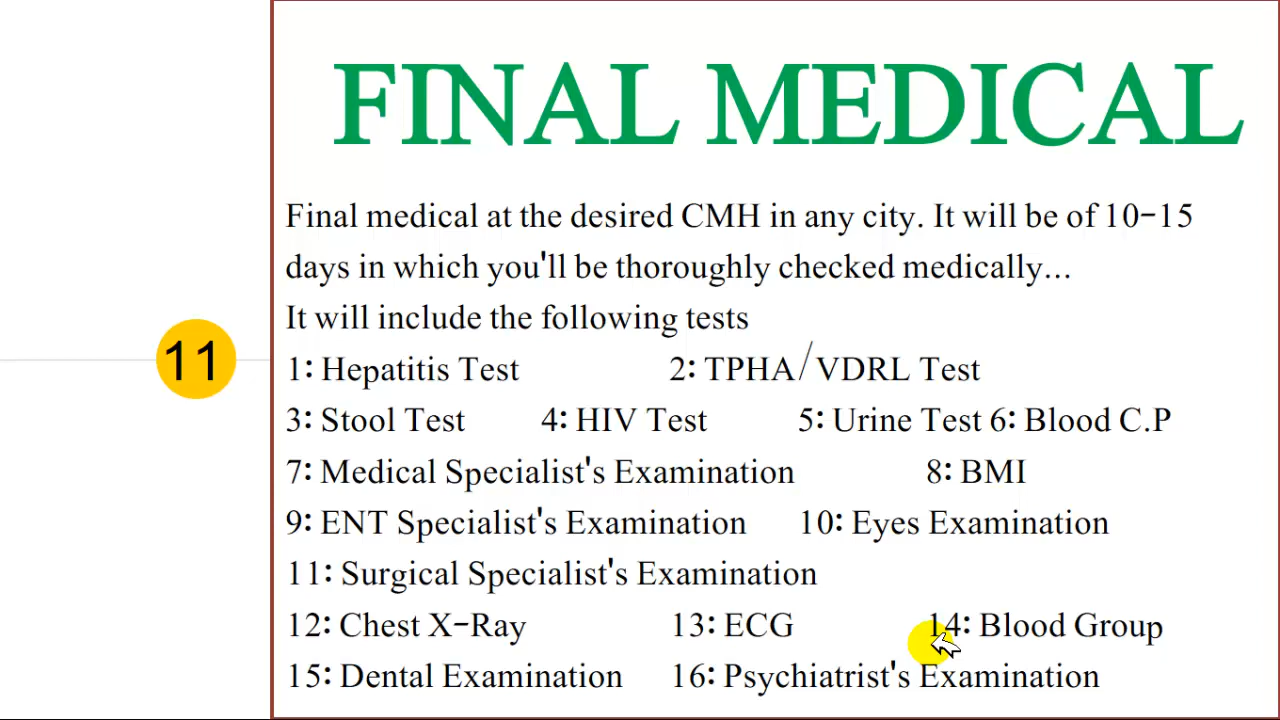 FINAL MEDICAL
Final medical at the desired CMH in any city. It will be of 10-15
days in which you'll be thoroughly checked medically...
It will include the following tests
11
1: Hepatitis Test 2: TPHA/VDRL Test
3: Stool Test 4: HIV Test 5: Urine Test 6: Blood C.P
7: Medical Specialist's Examination 8: BMI
9: ENT Specialist's Examination 10: Eyes Examination
11: Surgical Specialist's Examination
12: Chest X-Ray 13: ECG 14: Blood Group
15: Dental Examination 16: Psychiatrist's Examination